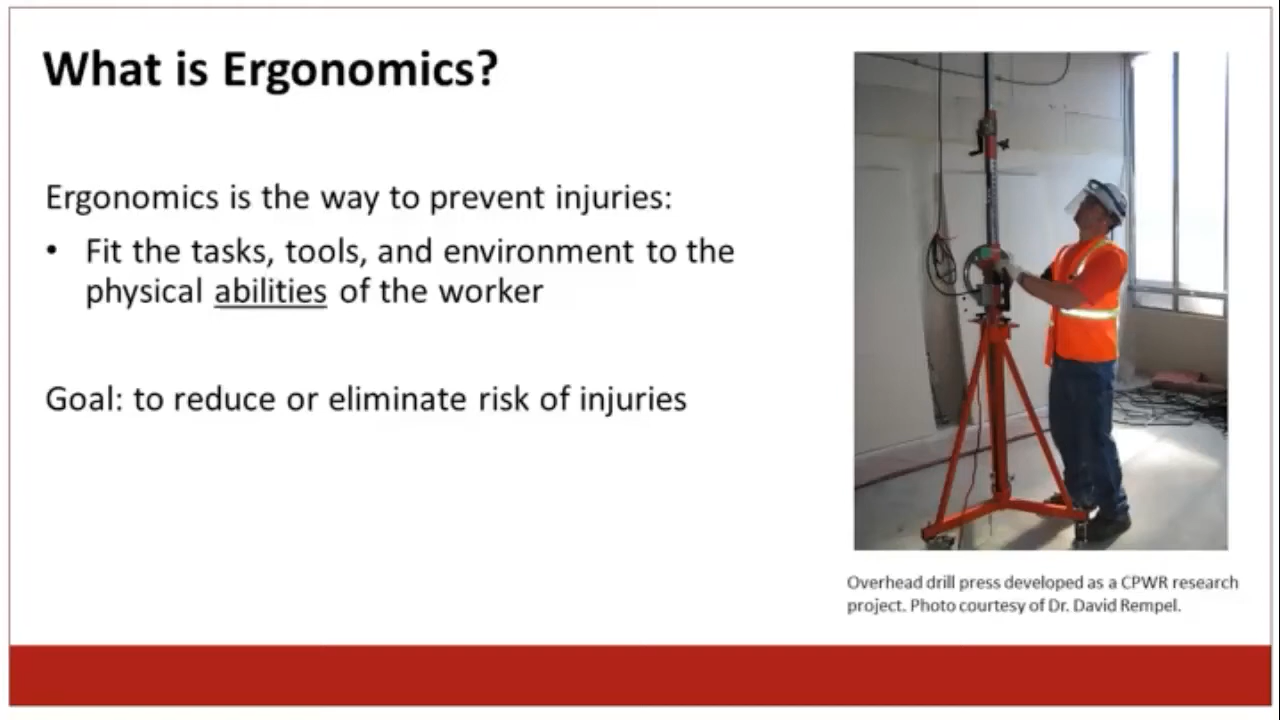 What is Ergonomics?
Ergonomics is the way to prevent injuries:
• Fit the tasks, tools, and environment to the
physical abilities of the worker
Goal: to reduce or eliminate risk of injuries
Overhead drill press developed as a CPWR research
project. Photo courtesy of Dr. David Rempel.